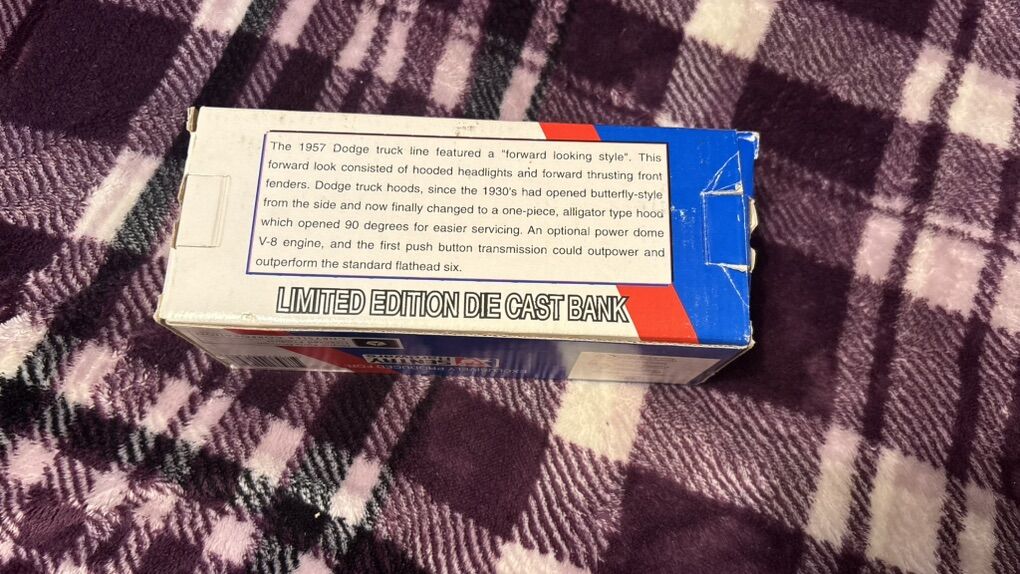 The 1957 Dodge truck line featured a "forward looking style". This
forward look consisted of hooded headlights and forward thrusting front
fenders. Dodge truck hoods, since the 1930's had opened butterfly-style
from the side and now finally changed to a one-piece, alligator type hood
which opened 90 degrees for easier servicing. An optional power dome
V-8 engine, and the first push button transmission could outpower and
outperform the standard flathead six.
LIMITED EDITION DIE CAST BANK
EXCLUSIVELY PRODUCED FOR